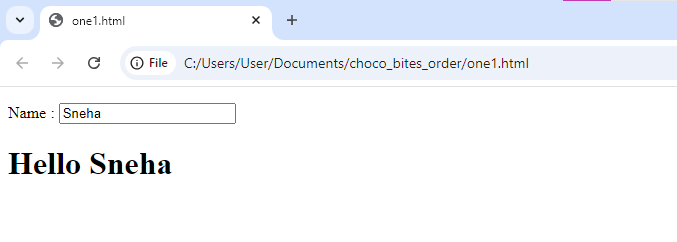 one1.html
File C:/Users/User/Documents/choco_bites_order/one1.html
Name : Sneha
Hello Sneha